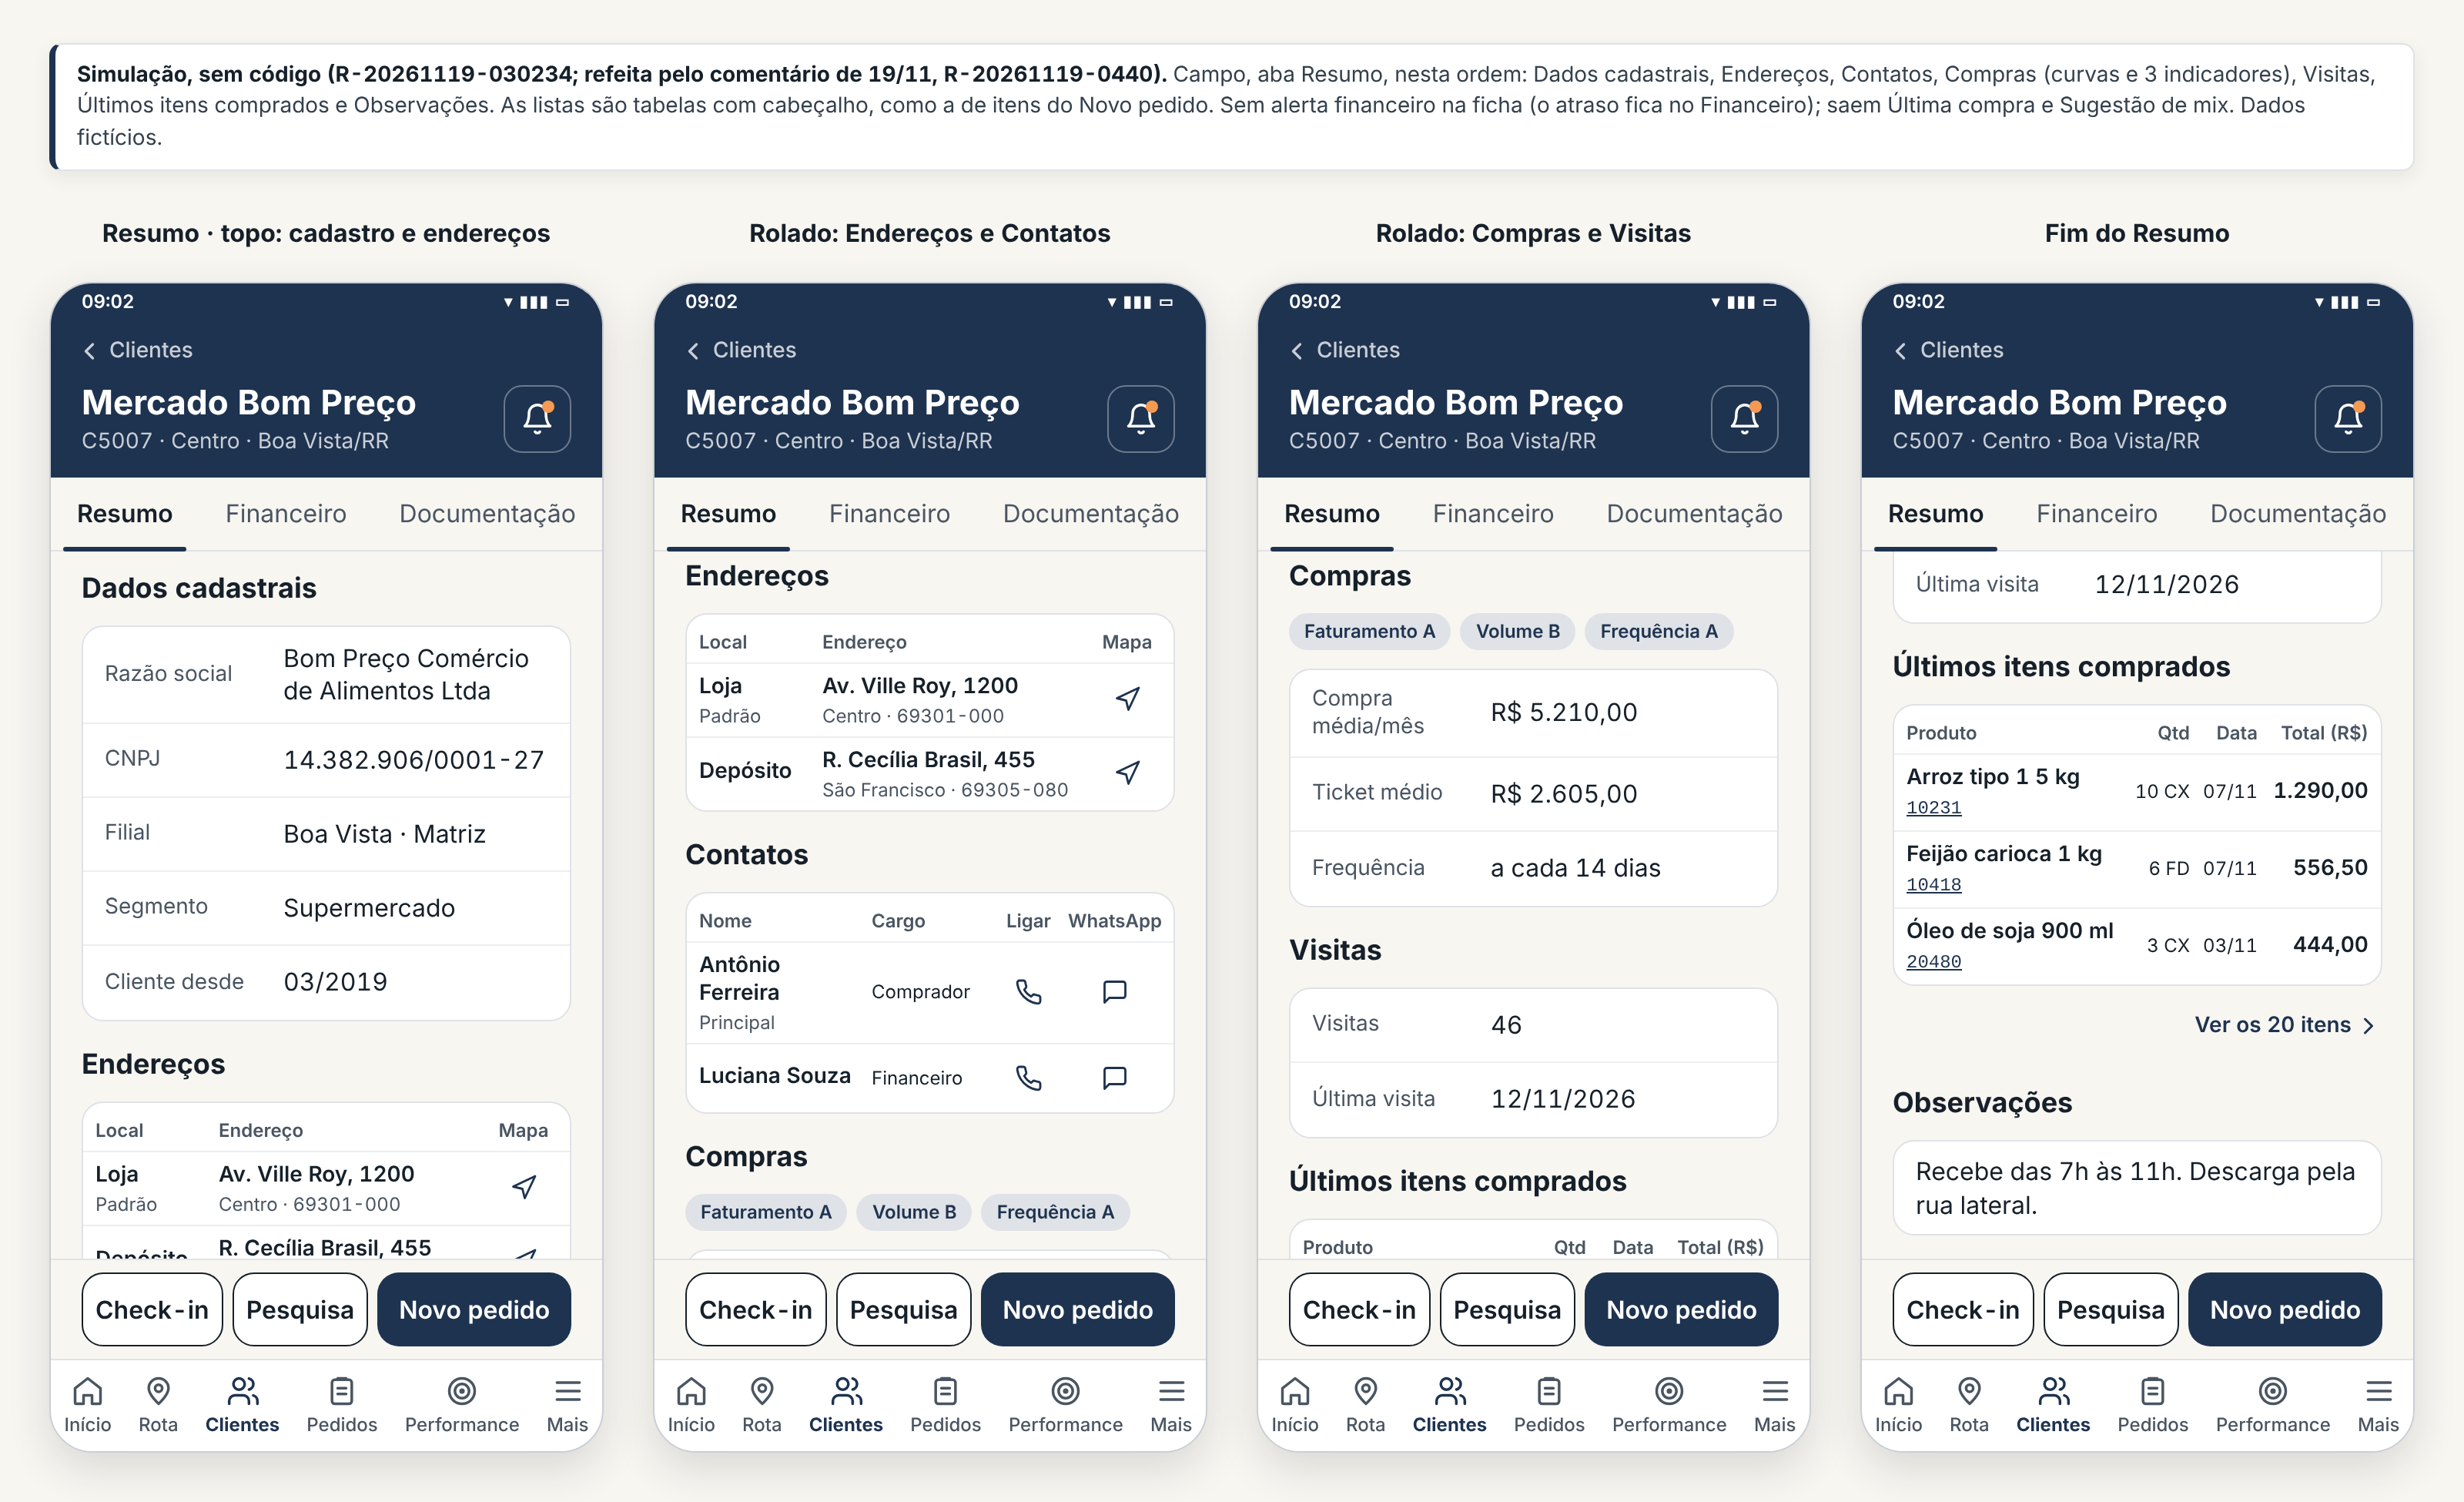 Simulação, sem código (R-20261119-030234; refeita pelo comentário de 19/11, R-20261119-0440). Campo, aba Resumo, nesta ordem: Dados cadastrais, Endereços, Contatos, Compras (curvas e 3 indicadores), Visitas,
Últimos itens comprados e Observações. As listas são tabelas com cabeçalho, como a de itens do Novo pedido. Sem alerta financeiro na ficha (o atraso fica no Financeiro); saem Última compra e Sugestão de mix. Dados
fictícios.
Resumo · topo: cadastro e endereços
09:02
Clientes
Mercado Bom Preço
C5007 · Centro · Boa Vista/RR
Resumo Financeiro Documentação
Dados cadastrais
Razão social Bom Preço Comércio
de Alimentos Ltda
CNPJ 14.382.906/0001-27
Filial Boa Vista · Matriz
Segmento Supermercado
Cliente desde 03/2019
Endereços
Local Endereço Mapa
Loja Av. Ville Roy, 1200
Padrão Centro · 69301-000
Depósito R. Cecília Brasil, 455
Check-in Pesquisa Novo pedido
Início Rota Clientes Pedidos Performance Mais
Rolado: Endereços e Contatos
09:02
Clientes
Mercado Bom Preço
C5007 · Centro · Boa Vista/RR
Resumo Financeiro Documentação
Endereços
Local Endereço Mapa
Loja Av. Ville Roy, 1200
Padrão Centro · 69301-000
Depósito R. Cecília Brasil, 455
São Francisco · 69305-080
Contatos
Nome Cargo Ligar WhatsApp
Antônio
Ferreira Comprador
Principal
Luciana Souza Financeiro
Compras
Faturamento A Volume B Frequência A
Check-in Pesquisa Novo pedido
Início Rota Clientes Pedidos Performance Mais
Rolado: Compras e Visitas
09:02
Clientes
Mercado Bom Preço
C5007 · Centro · Boa Vista/RR
Resumo Financeiro Documentação
Compras
Faturamento A Volume B Frequência A
Compra
média/mês R$ 5.210,00
Ticket médio R$ 2.605,00
Frequência a cada 14 dias
Visitas
Visitas 46
Última visita 12/11/2026
Últimos itens comprados
Produto Qtd Data Total (R$)
Check-in Pesquisa Novo pedido
Início Rota Clientes Pedidos Performance Mais
Fim do Resumo
09:02
Clientes
Mercado Bom Preço
C5007 · Centro · Boa Vista/RR
Resumo Financeiro Documentação
Última visita 12/11/2026
Últimos itens comprados
Produto Qtd Data Total (R$)
Arroz tipo 1 5 kg 10 CX 07/11 1.290,00
10231
Feijão carioca 1 kg 6 FD 07/11 556,50
10418
Óleo de soja 900 ml 3 CX 03/11 444,00
20480
Ver os 20 itens
Observações
Recebe das 7h às 11h. Descarga pela
rua lateral.
Check-in Pesquisa Novo pedido
Início Rota Clientes Pedidos Performance Mais